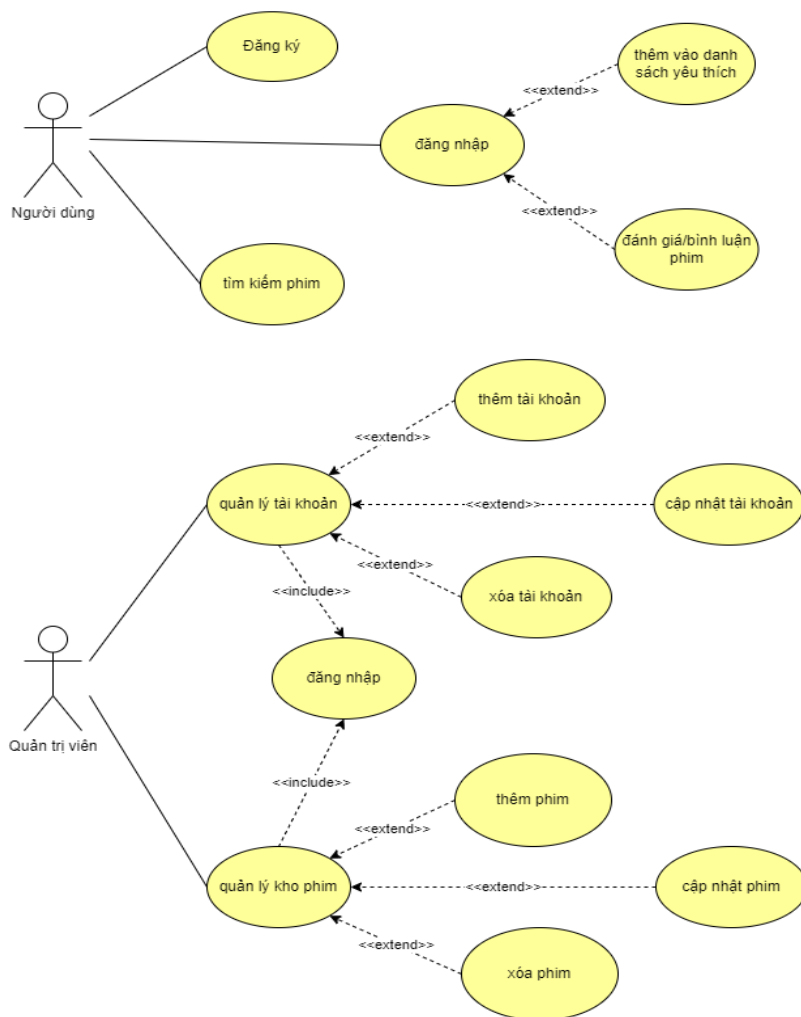 Đăng ký
thêm vào danh
sách yêu thích
<<extend>>
đăng nhập
Người dùng
<<extend>>
đánh giá/bình luận
phim
tìm kiếm phim
thêm tài khoản
<<extend>>
quản lý tài khoản
<<extend>>
cập nhật tài khoản
<<extend>>
<<include>>
xóa tài khoản
đăng nhập
Quản trị viên
<<include>>
thêm phim
<<extend>>
quản lý kho phim
<<extend>>
cập nhật phim
<<extend>>
xóa phim